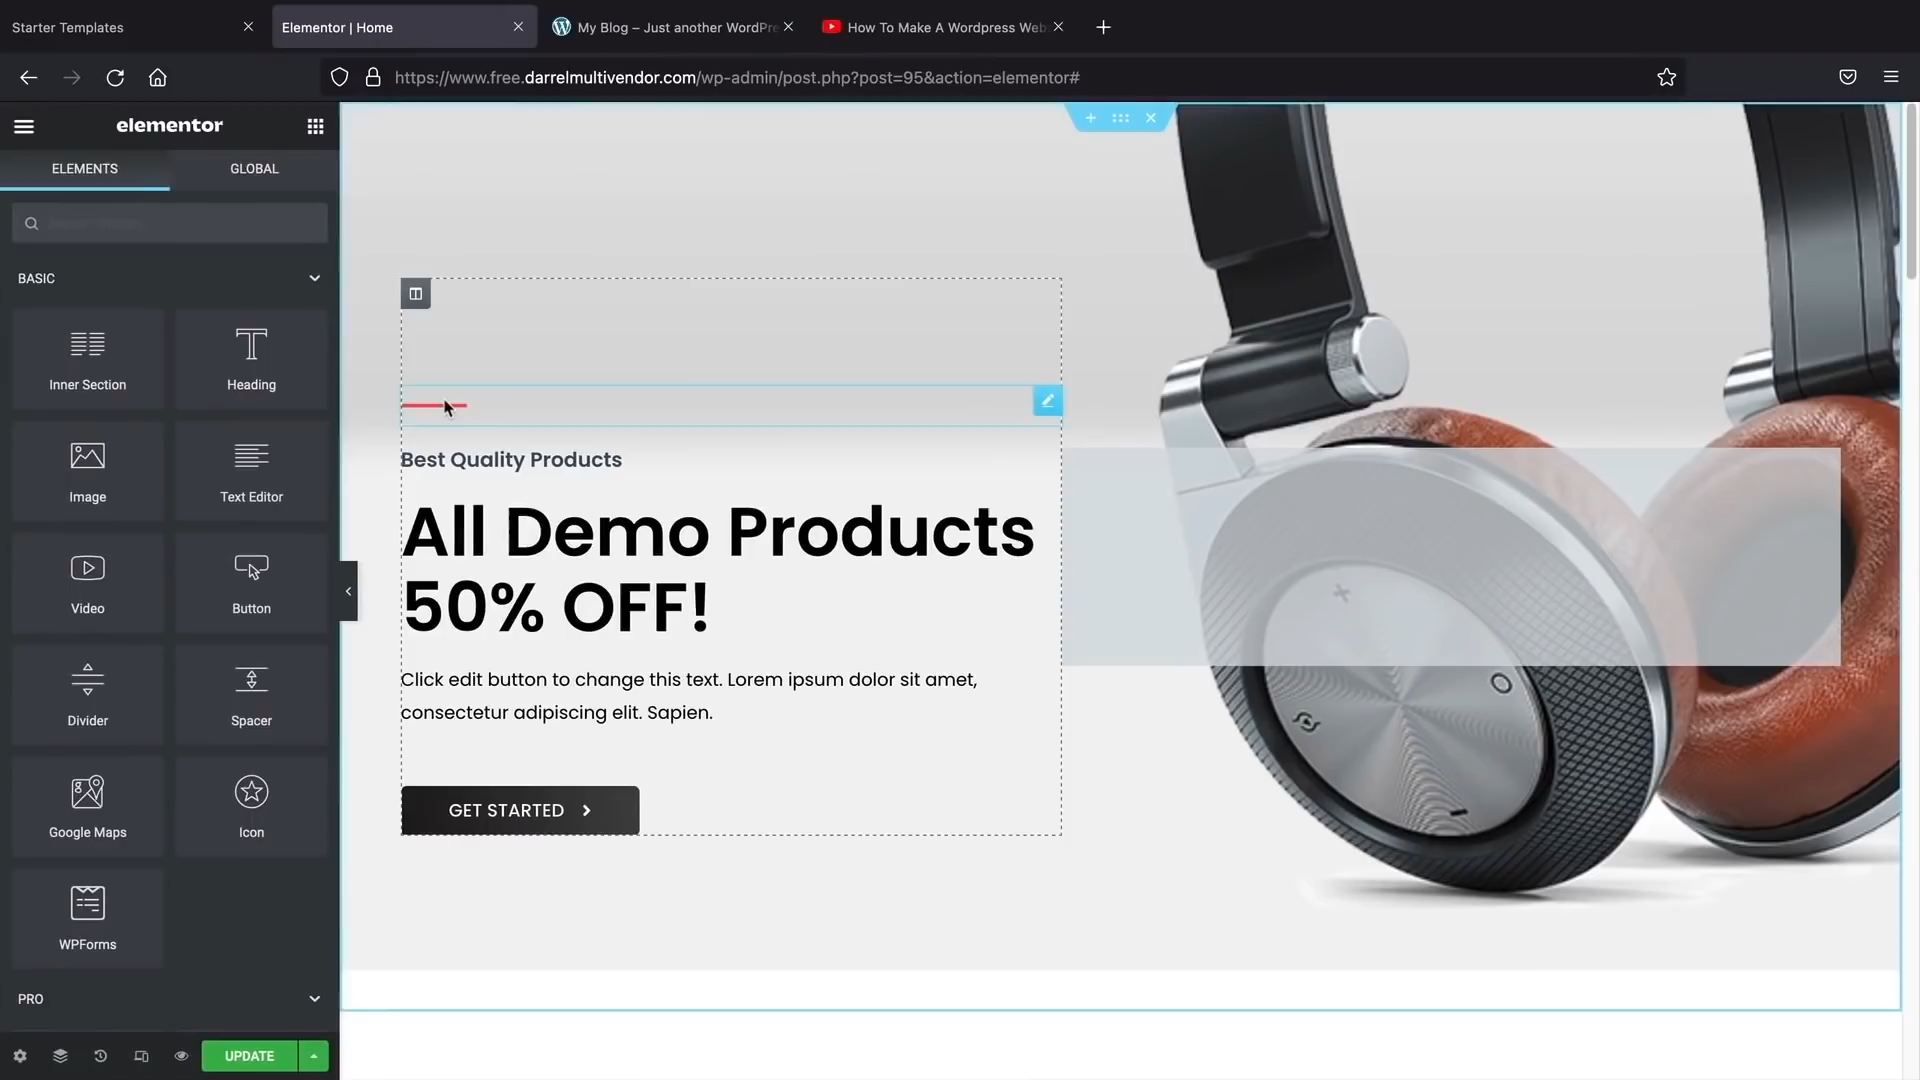 Starter Templates
Elementor | Home
My Blog – Just another WordPre
How To Make A Wordpress Web
https://www.free.darrelmultivendor.com/wp-admin/post.php?post=95&action=elementor#
elementor
ELEMENTS
GLOBAL
BASIC
Inner Section
Heading
Image
Text Editor
Video
Button
Divider
Spacer
Google Maps
Icon
WPForms
PRO
UPDATE
Best Quality Products
All Demo Products
50% OFF!
Click edit button to change this text. Lorem ipsum dolor sit amet,
consectetur adipiscing elit. Sapien.
GET STARTED